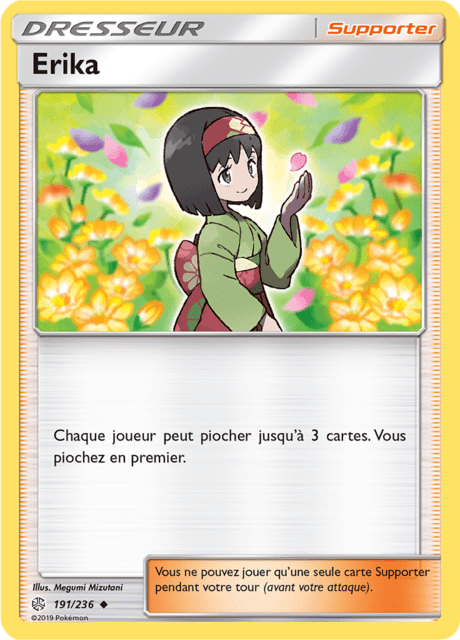 DRESSEUR Supporter
Erika
Chaque joueur peut piocher jusqu'à 3 cartes. Vous
piochez en premier.
Vous ne pouvez jouer qu'une seule carte Supporter
pendant votre tour (avant votre attaque).
Illus. Megumi Mizutani
191/236
©2019 Pokémon